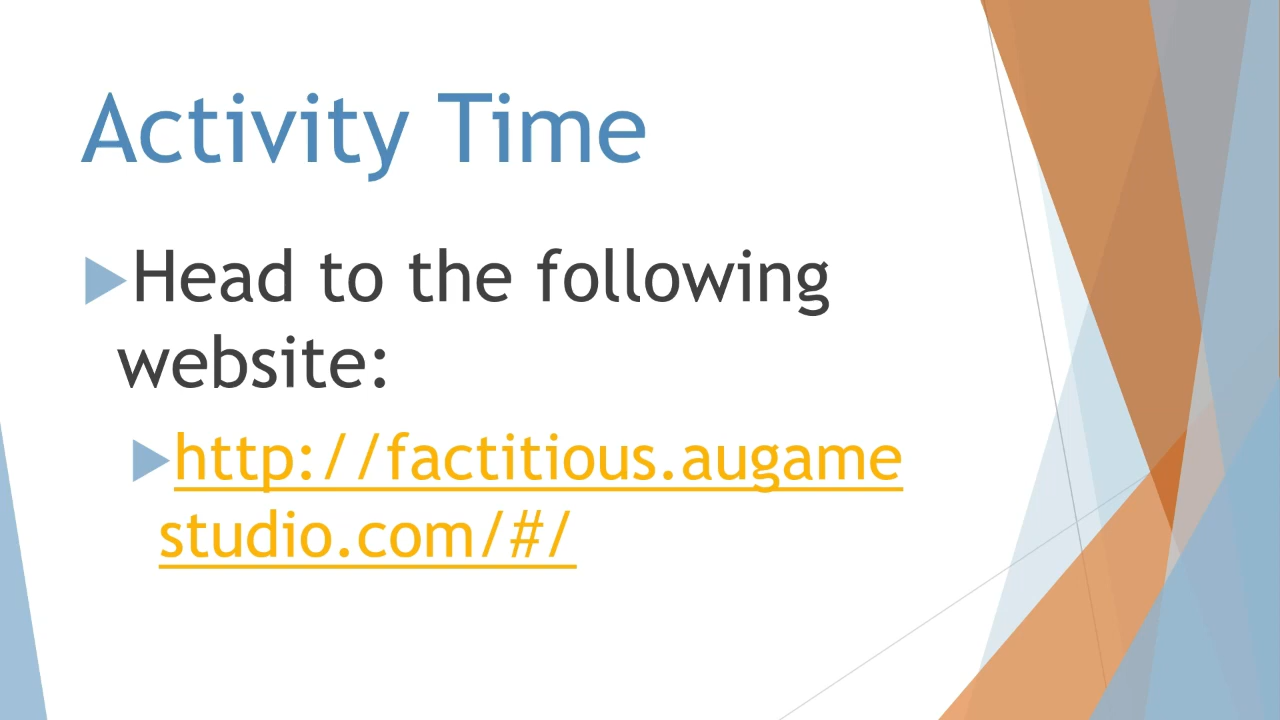 Activity Time
Head to the following
website:
http://factitious.augame
studio.com/#/